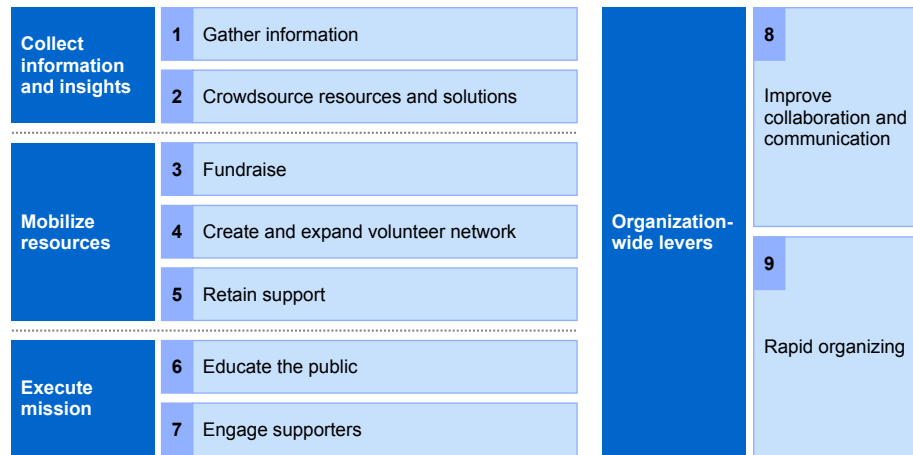 Collect
information
and insights
1 Gather information
2 Crowdsource resources and solutions
Mobilize
resources
3 Fundraise
4 Create and expand volunteer network
5 Retain support
Execute
mission
6 Educate the public
7 Engage supporters
Organization-
wide levers
8
Improve
collaboration and
communication
9
Rapid organizing